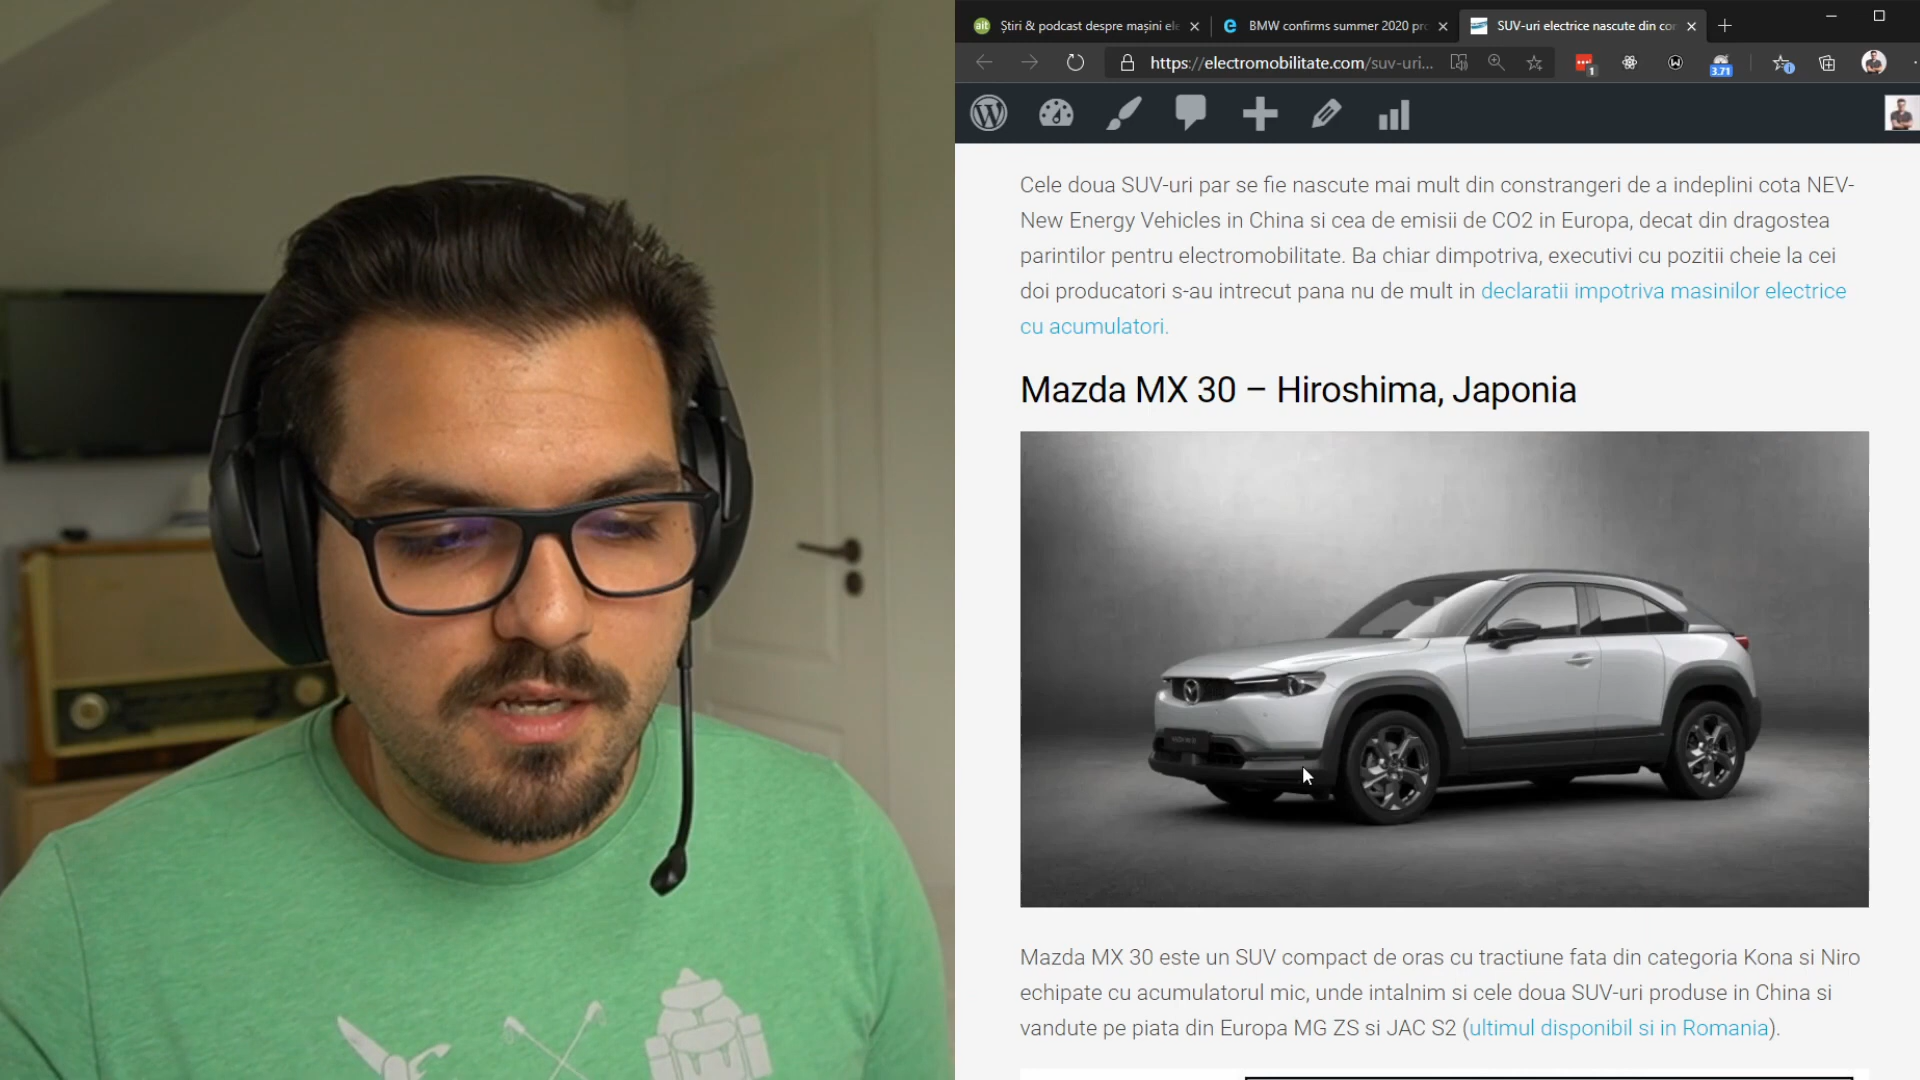 Știri & podcast despre mașini ele
BMW confirms summer 2020 pro
SUV-uri electrice nascute din con
https://electromobilitate.com/suv-uri...
1
3.71
Cele doua SUV-uri par se fie nascute mai mult din constrangeri de a indeplini cota NEV-
New Energy Vehicles in China si cea de emisii de CO2 in Europa, decat din dragostea
parintilor pentru electromobilitate. Ba chiar dimpotriva, executivi cu pozitii cheie la cei
doi producatori s-au intrecut pana nu de mult in declaratii impotriva masinilor electrice
cu acumulatori.
Mazda MX 30 – Hiroshima, Japonia
Mazda MX 30 este un SUV compact de oras cu tractiune fata din categoria Kona si Niro
echipate cu acumulatorul mic, unde intalnim si cele doua SUV-uri produse in China si
vandute pe piata din Europa MG ZS si JAC S2 (ultimul disponibil si in Romania).